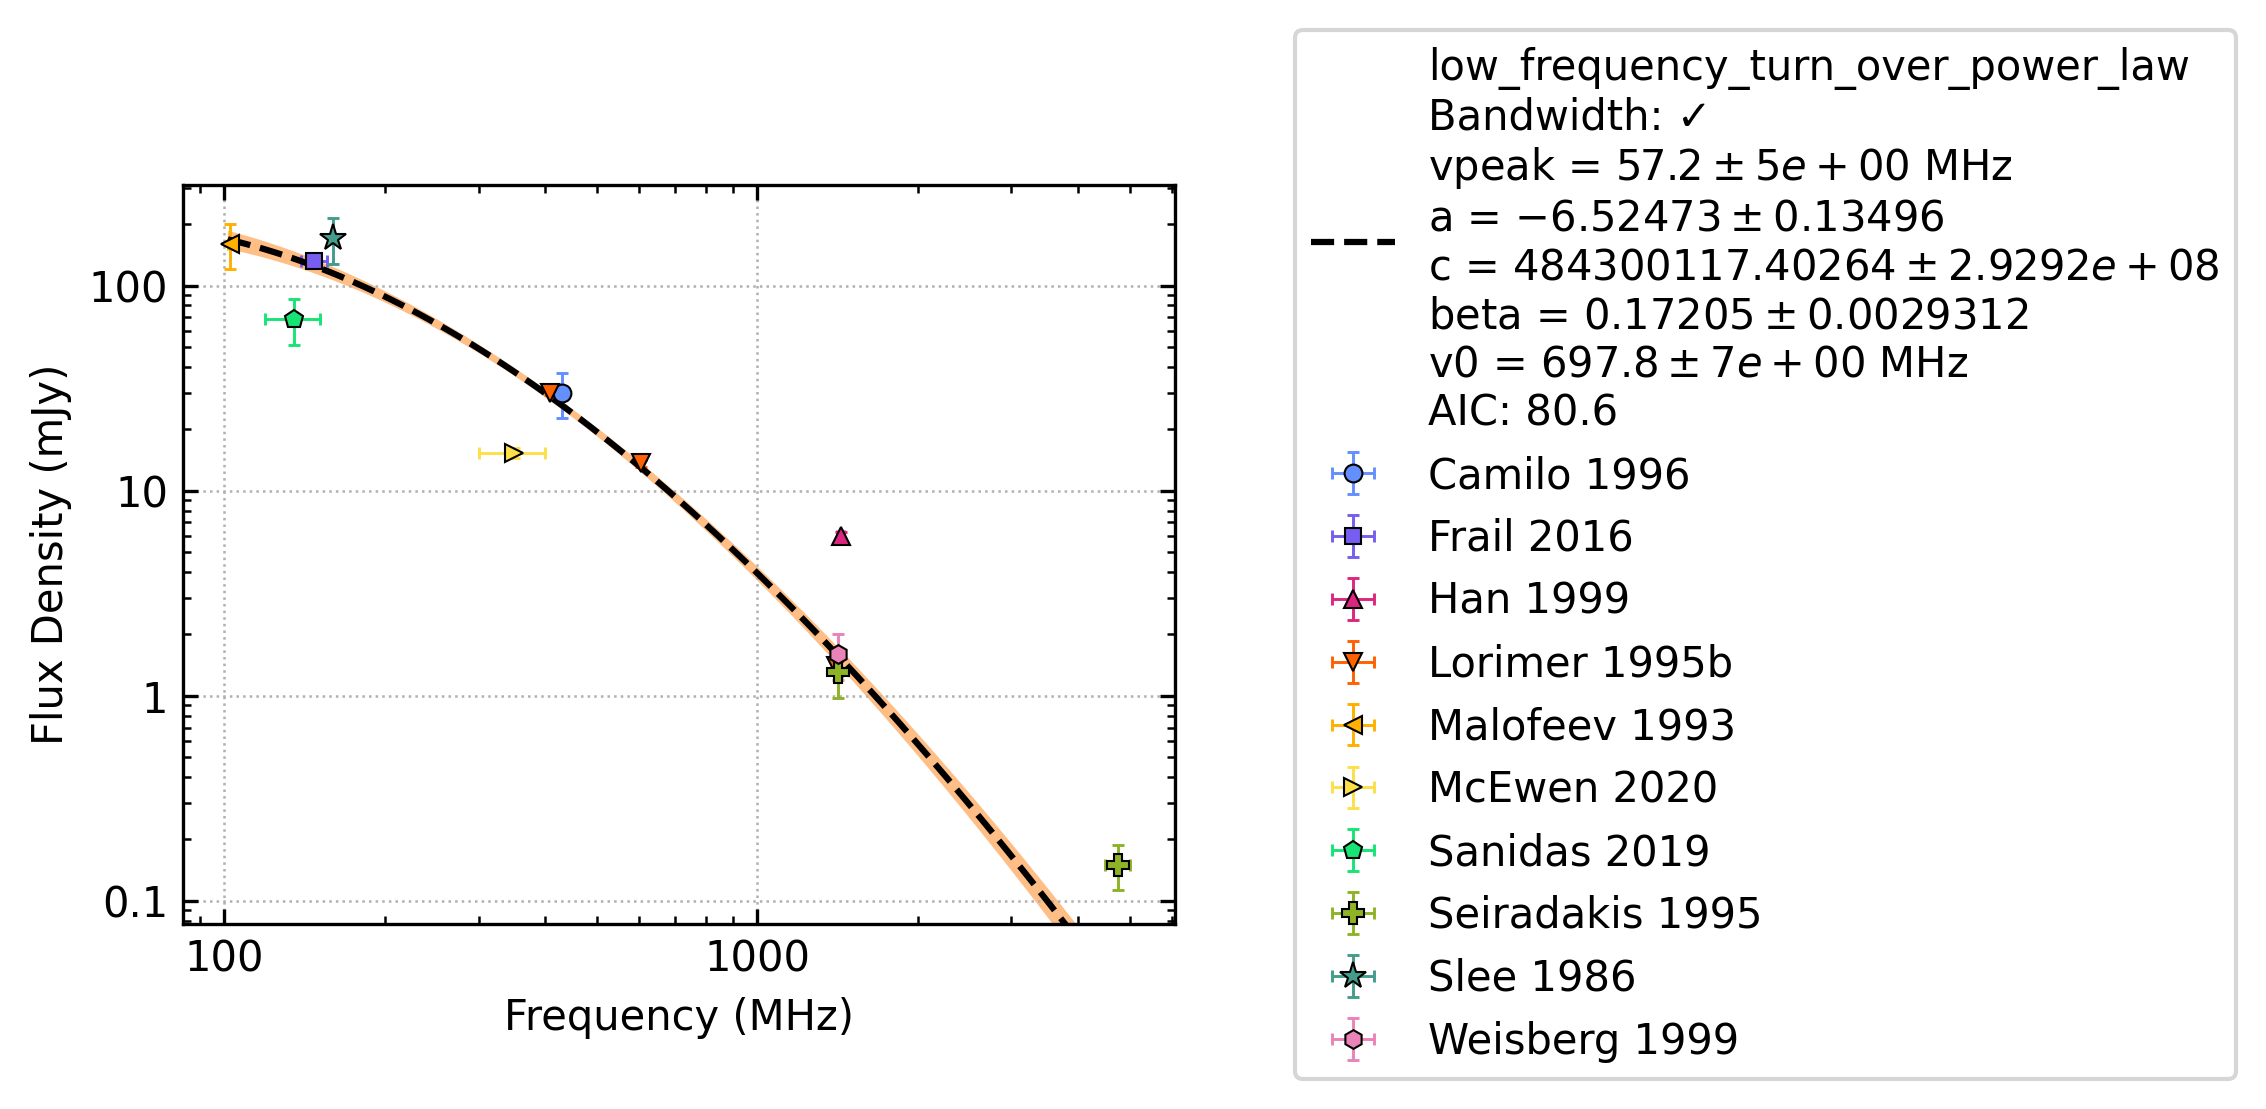 low_frequency_turn_over_power_law
Bandwidth: ✓
vpeak = 57.2 ± 5e + 00 MHz
a = −6.52473 ± 0.13496
c = 484300117.40264 ± 2.9292e + 08
beta = 0.17205 ± 0.0029312
v0 = 697.8 ± 7e + 00 MHz
AIC: 80.6
Camilo 1996
Frail 2016
Han 1999
Lorimer 1995b
Malofeev 1993
McEwen 2020
Sanidas 2019
Seiradakis 1995
Slee 1986
Weisberg 1999
Flux Density (mJy)
100
10
1
0.1
100
1000
Frequency (MHz)